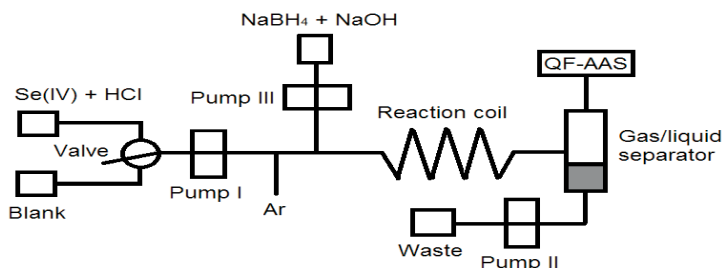 NaBH₄ + NaOH
QF-AAS
Se(IV) + HCl
Pump III
Reaction coil
Gas/liquid
separator
Valve
Pump I
Blank
Ar
Waste
Pump II